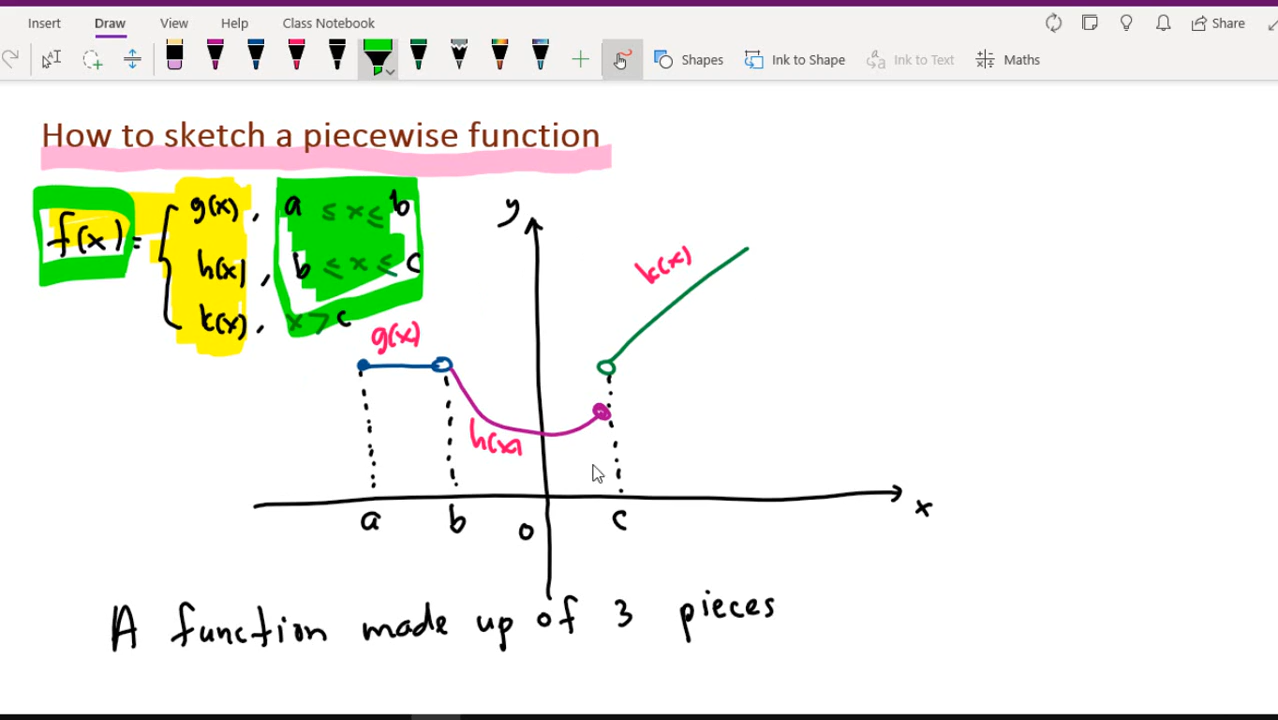 Insert Draw View Help Class Notebook Share
Shapes Ink to Shape Ink to Text Maths
How to sketch a piecewise function
f(x) = { g(x), a ≤ x ≤ b
h(x), b ≤ x ≤ c
k(x), x > c
y
k(x)
g(x)
h(x)
a b o c x
A function made up of 3 pieces